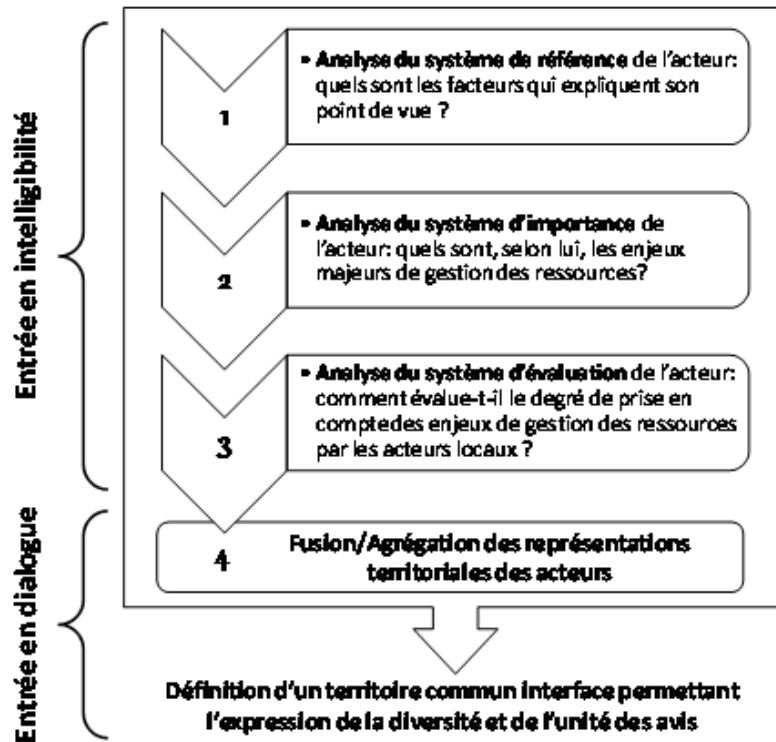 Entrée en intelligibilité
1
• Analyse du système de référence de l'acteur:
quels sont les facteurs qui expliquent son
point de vue ?
2
• Analyse du système d'importance de
l'acteur: quels sont, selon lui, les enjeux
majeurs de gestion des ressources?
3
• Analyse du système d'évaluation de l'acteur:
comment évalue-t-il le degré de prise en
compte des enjeux de gestion des ressources
par les acteurs locaux ?
Entrée en dialogue
4
Fusion/Agrégation des représentations
territoriales des acteurs
Définition d'un territoire commun interface permettant
l'expression de la diversité et de l'unité des avis